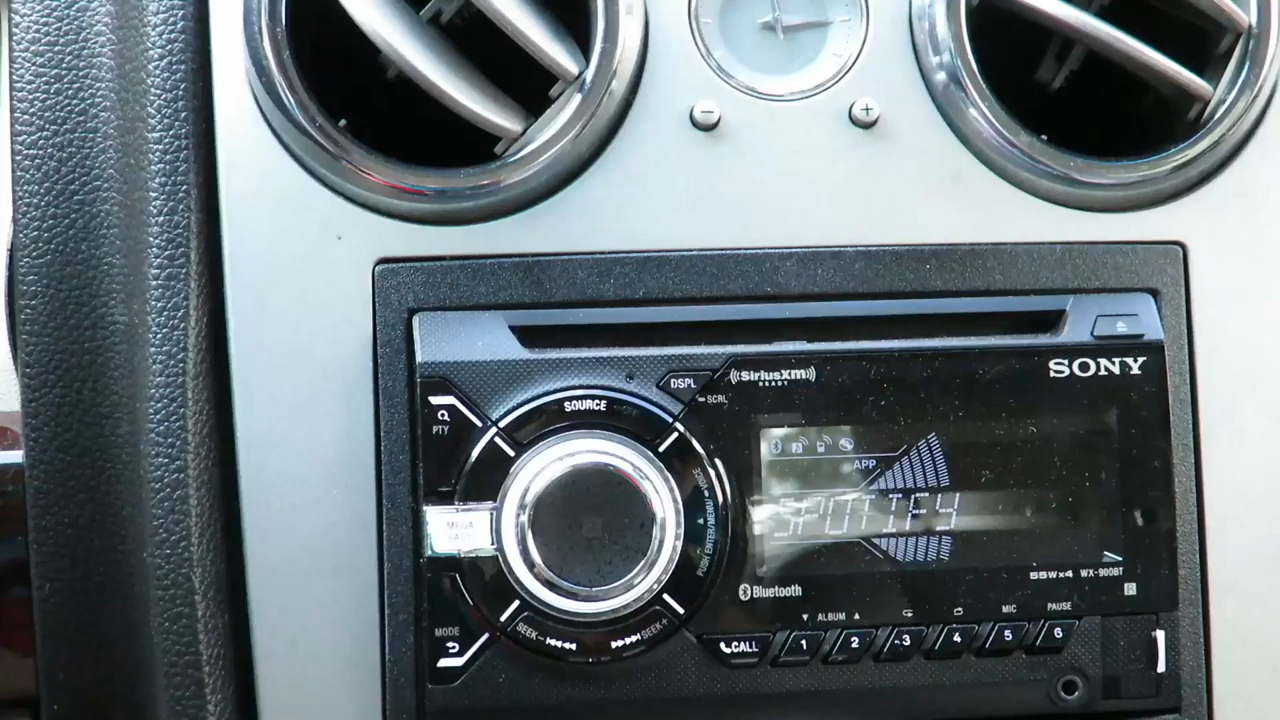 − +
SONY
((SiriusXM))
READY
DSPL
SCRL
SOURCE
PTY
APP
SPOTIFY
MEGA
BASS
PUSH ENTER/MENU/ VOICE
55Wx4 WX-900BT
R
Bluetooth
MODE
SEEK− SEEK+
ALBUM
MIC
PAUSE
CALL
1 2 3 4 5 6